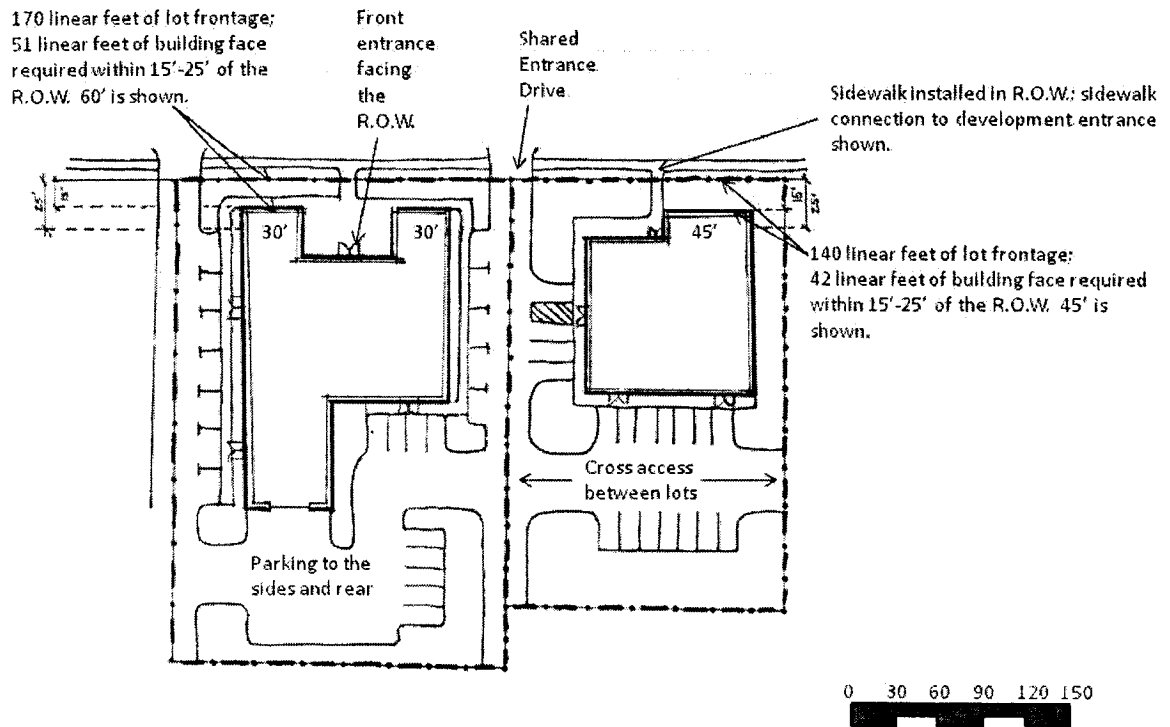 170 linear feet of lot frontage;
51 linear feet of building face
required within 15'-25' of the
R.O.W. 60' is shown.
Front
entrance
facing
the
R.O.W.
Shared
Entrance
Drive
Sidewalk installed in R.O.W.; sidewalk
connection to development entrance
shown.
25'
15'
30'
30'
45'
15'
25'
140 linear feet of lot frontage;
42 linear feet of building face required
within 15'-25' of the R.O.W. 45' is
shown.
Cross access
between lots
Parking to the
sides and rear
0 30 60 90 120 150